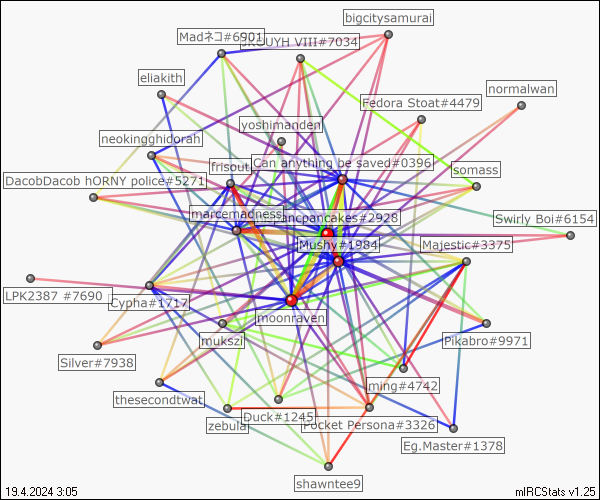 bigcitysamurai
Madネコ#6901
JXGUYH VIII#7034
eliakith
normalwan
Fedora Stoat#4479
yoshimanden
neokingghidorah
Can anything be saved#0396
frisout
somass
DacobDacob hORNY police#5271
marcemadness
ancpancakes#2928
Swirly Boi#6154
Mushy#1984
Majestic#3375
LPK2387 #7690
Cypha#1717
moonraven
mukszi
Pikabro#9971
Silver#7938
ming#4742
thesecondtwat
Duck#1245
zebula
Pocket Persona#3326
Eg.Master#1378
shawntee9
19.4.2024 3:05
mIRCStats v1.25